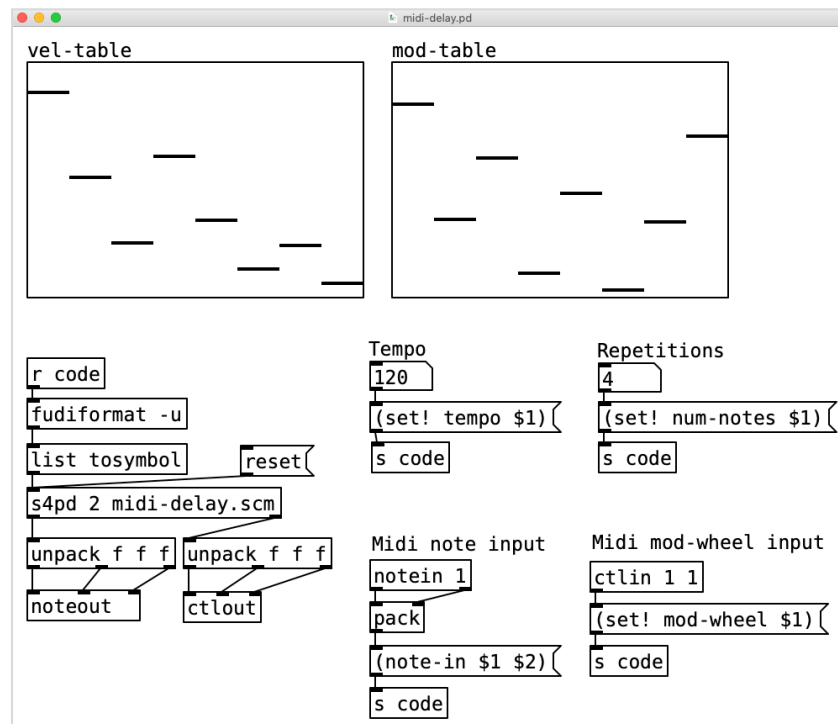 midi-delay.pd
vel-table
mod-table
r code
fudiformat -u
list tosymbol
reset
s4pd 2 midi-delay.scm
unpack f f f
unpack f f f
noteout
ctlout
Tempo
120
(set! tempo $1)
s code
Repetitions
4
(set! num-notes $1)
s code
Midi note input
notein 1
pack
(note-in $1 $2)
s code
Midi mod-wheel input
ctlin 1 1
(set! mod-wheel $1)
s code